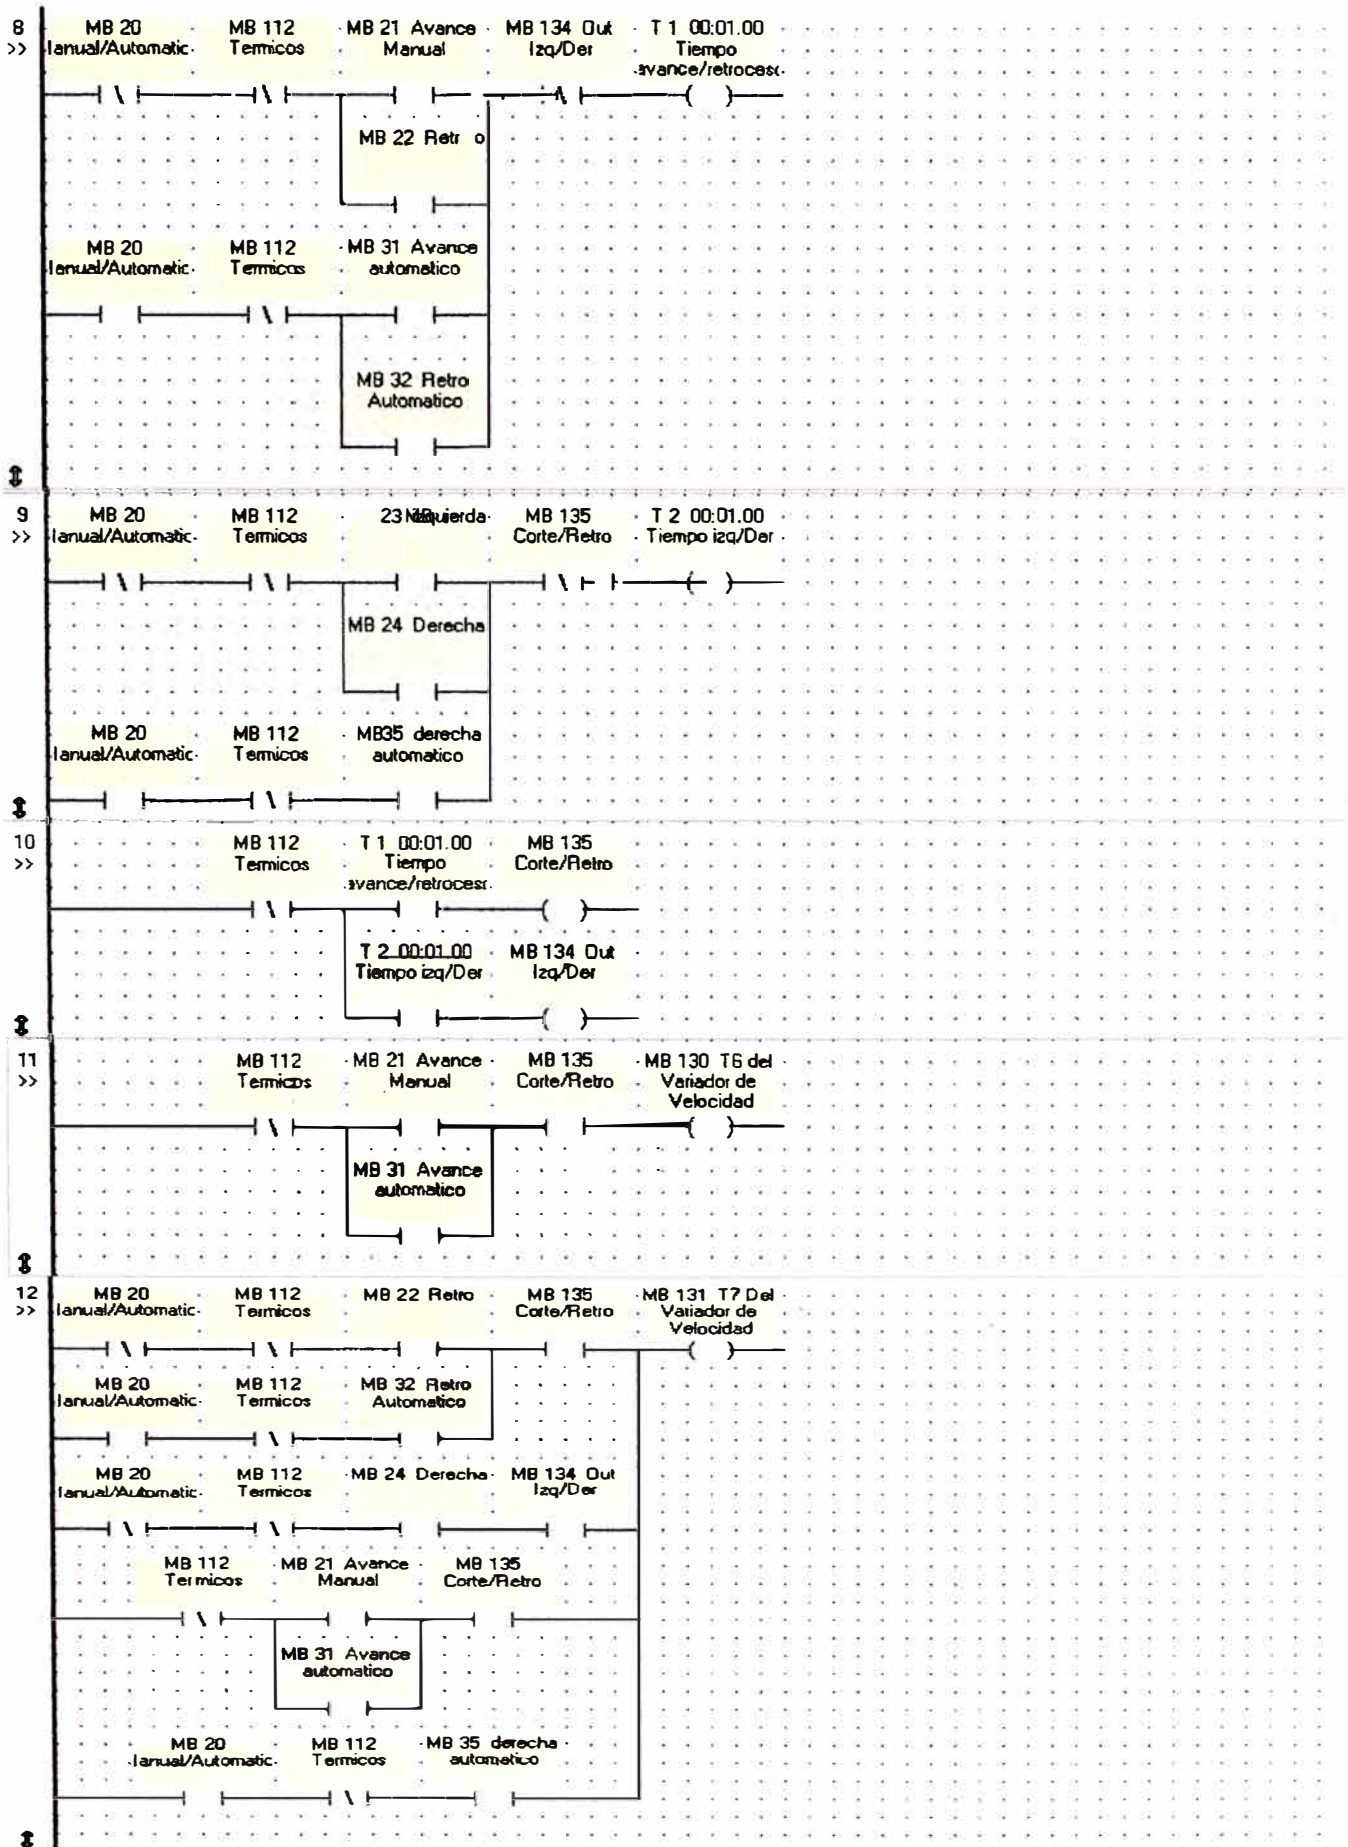 8 MB 20 MB 112 MB 21 Avance MB 134 Out T 1 00:01.00
>> lanual/Automatic Termicos Manual Izq/Der Tiempo
avance/retrocesc
MB 22 Retr o
MB 20 MB 112 MB 31 Avance
lanual/Automatic Termicos automatico
MB 32 Retro
Automatico
9 MB 20 MB 112 23 Izquierda MB 135 T 2 00:01.00
>> lanual/Automatic Termicos Corte/Retro Tiempo izq/Der
MB 24 Derecha
MB 20 MB 112 MB35 derecha
lanual/Automatic Termicos automatico
10 MB 112 T 1 00:01.00 MB 135
>> Termicos Tiempo Corte/Retro
avance/retrocesc
T 2 00:01.00 MB 134 Out
Tiempo izq/Der Izq/Der
11 MB 112 MB 21 Avance MB 135 MB 130 T6 del
>> Termicos Manual Corte/Retro Variador de
Velocidad
MB 31 Avance
automatico
12 MB 20 MB 112 MB 22 Retro MB 135 MB 131 T7 Del
>> lanual/Automatic Termicos Corte/Retro Variador de
Velocidad
MB 20 MB 112 MB 32 Retro
lanual/Automatic Termicos Automatico
MB 20 MB 112 MB 24 Derecha MB 134 Out
lanual/Automatic Termicos Izq/Der
MB 112 MB 21 Avance MB 135
Termicos Manual Corte/Retro
MB 31 Avance
automatico
MB 20 MB 112 MB 35 derecha
lanual/Automatic Termicos automatico